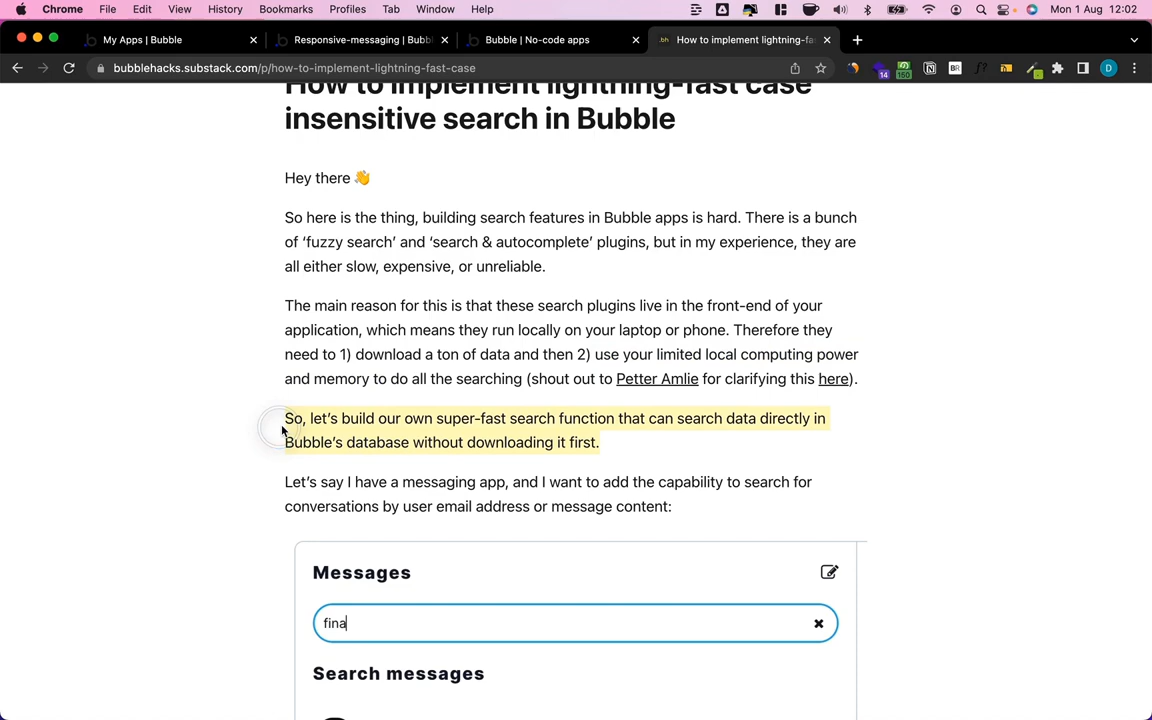 Chrome File Edit View History Bookmarks Profiles Tab Window Help Mon 1 Aug 12:02
My Apps | Bubble Responsive-messaging | Bubbl Bubble | No-code apps .bh How to implement lightning-fa
bubblehacks.substack.com/p/how-to-implement-lightning-fast-case 14 150 BR f? D
How to implement lightning-fast case
insensitive search in Bubble
Hey there 👋
So here is the thing, building search features in Bubble apps is hard. There is a bunch
of ‘fuzzy search’ and ‘search & autocomplete’ plugins, but in my experience, they are
all either slow, expensive, or unreliable.
The main reason for this is that these search plugins live in the front-end of your
application, which means they run locally on your laptop or phone. Therefore they
need to 1) download a ton of data and then 2) use your limited local computing power
and memory to do all the searching (shout out to Petter Amlie for clarifying this here).
So, let’s build our own super-fast search function that can search data directly in
Bubble’s database without downloading it first.
Let’s say I have a messaging app, and I want to add the capability to search for
conversations by user email address or message content:
Messages
fina
Search messages